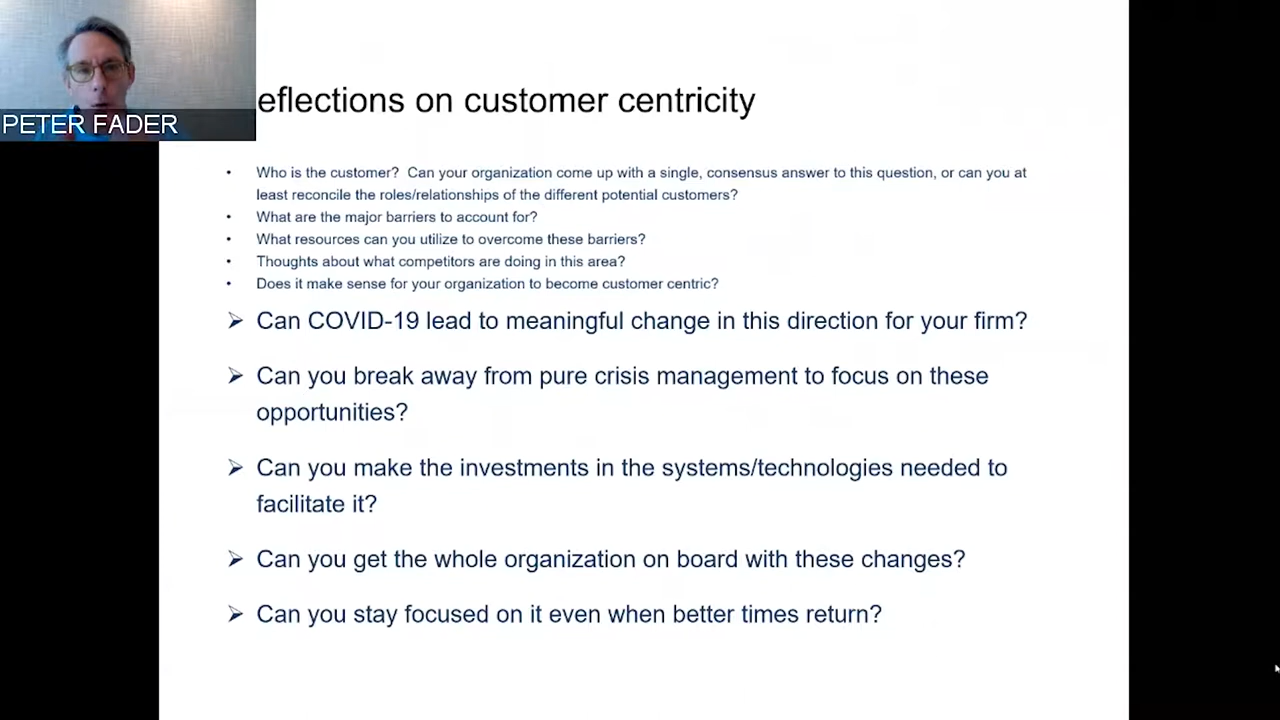 eflections on customer centricity
PETER FADER
• Who is the customer?  Can your organization come up with a single, consensus answer to this question, or can you at
least reconcile the roles/relationships of the different potential customers?
• What are the major barriers to account for?
• What resources can you utilize to overcome these barriers?
• Thoughts about what competitors are doing in this area?
• Does it make sense for your organization to become customer centric?
➢ Can COVID-19 lead to meaningful change in this direction for your firm?
➢ Can you break away from pure crisis management to focus on these
opportunities?
➢ Can you make the investments in the systems/technologies needed to
facilitate it?
➢ Can you get the whole organization on board with these changes?
➢ Can you stay focused on it even when better times return?